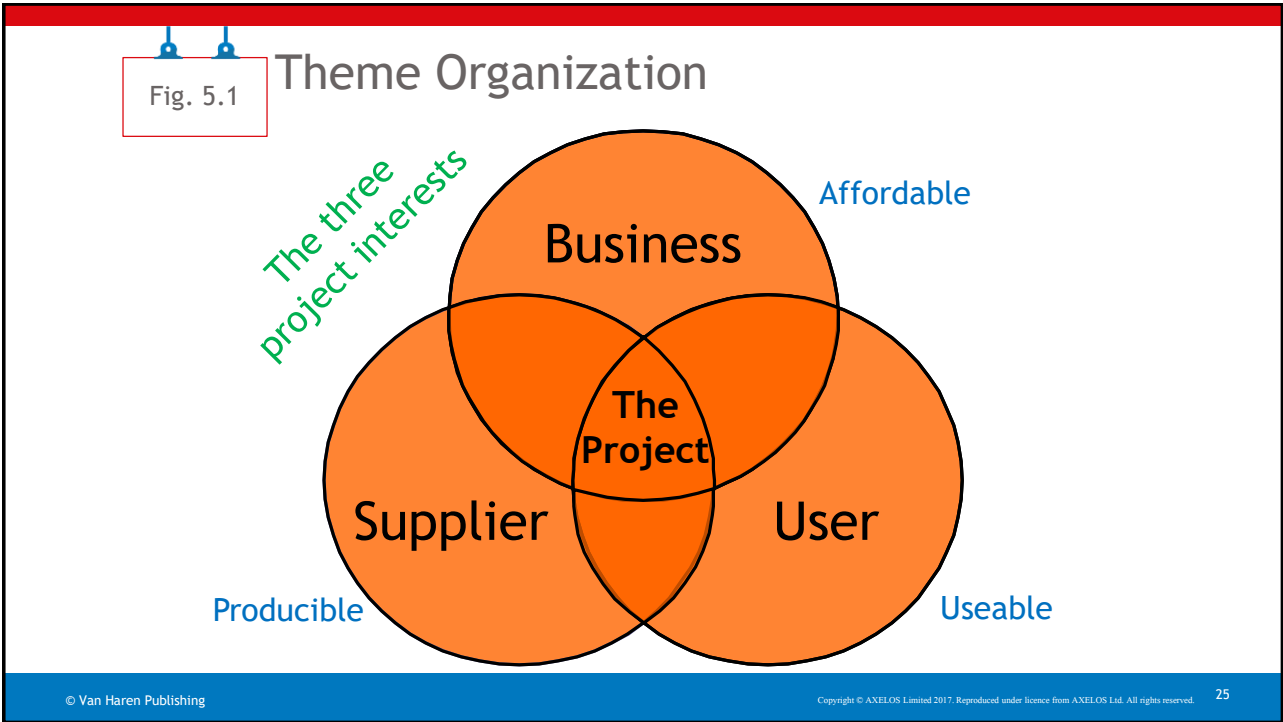 Fig. 5.1
Theme Organization
The three
project interests
Affordable
Business
The
Project
Supplier
User
Producible
Useable
© Van Haren Publishing
Copyright © AXELOS Limited 2017. Reproduced under licence from AXELOS Ltd. All rights reserved.
25